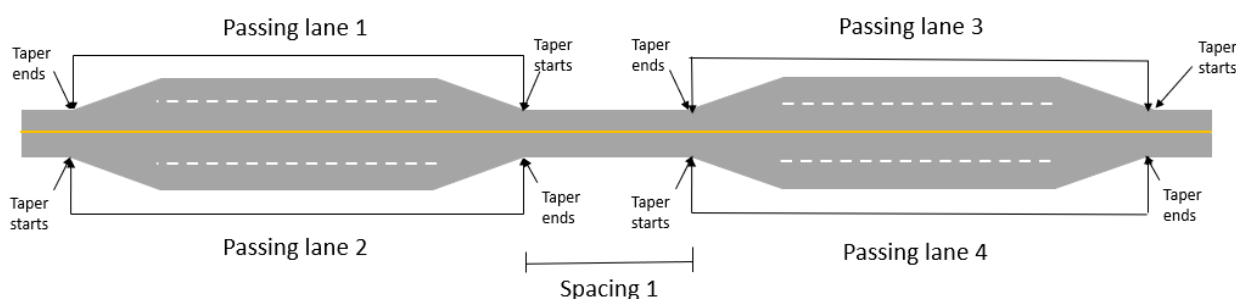 Passing lane 1
Passing lane 3
Taper
ends
Taper
starts
Taper
ends
Taper
starts
Taper
starts
Taper
ends
Taper
starts
Taper
ends
Passing lane 2
Passing lane 4
Spacing 1